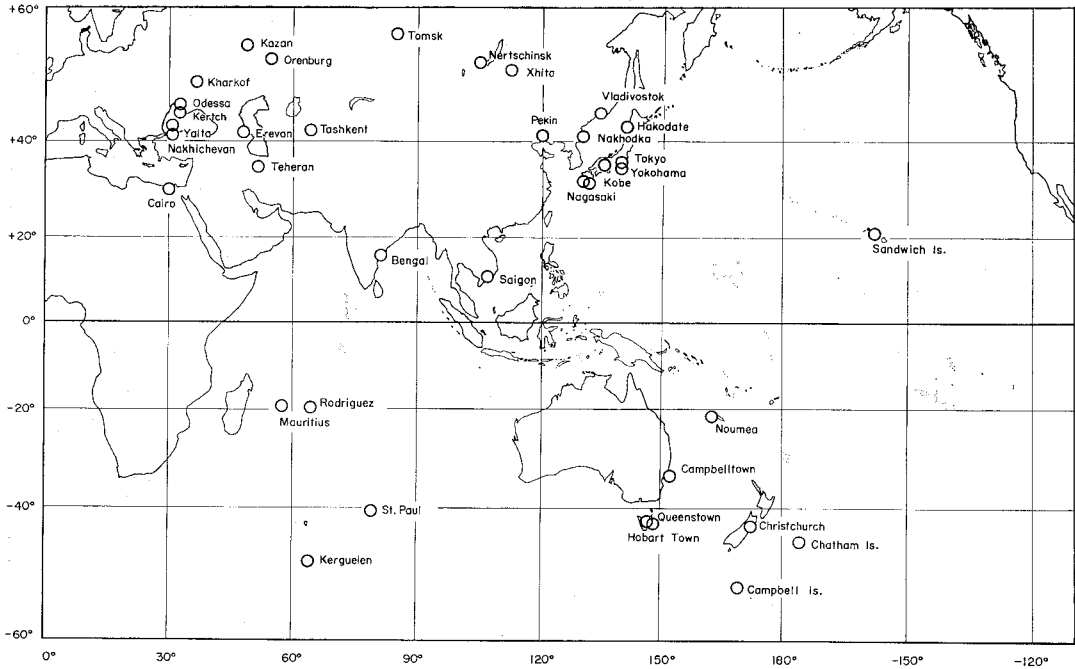 +60°
Kazan
Orenburg
Tomsk
Nertschinsk
Xhita
Kharkof
Odessa
Kertch
Yaita
Nakhichevan
Erevan
Tashkent
Vladivostok
Pekin
Hakodate
Nakhodka
+40°
Teheran
Tokyo
Yokohama
Kobe
Nagasaki
Cairo
+20°
Sandwich Is.
Bengal
Saigon
0°
-20°
Rodriguez
Mauritius
Noumea
Campbelltown
-40°
St. Paul
Queenstown
Hobart Town
Christchurch
Chatham Is.
Kerguelen
Campbell Is.
-60°
0° 30° 60° 90° 120° 150° 180° -150° -120°